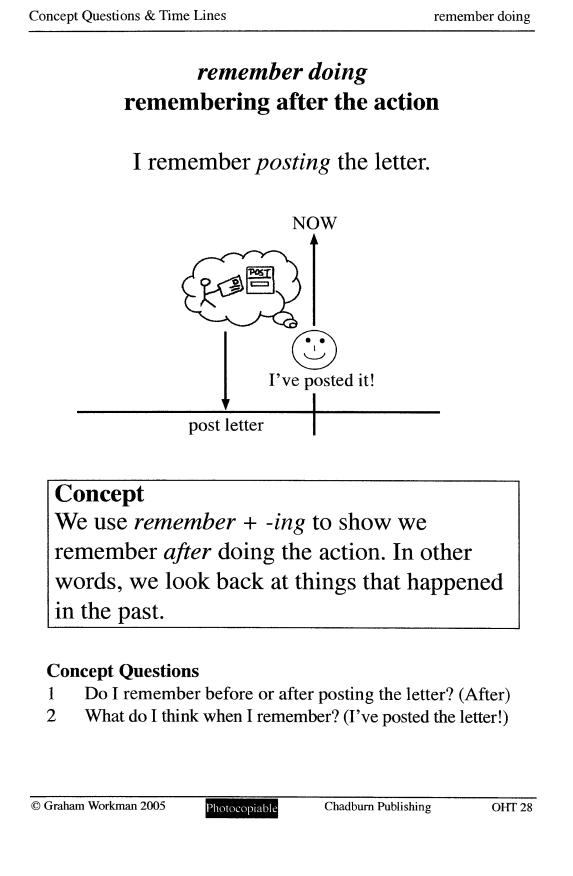 Concept Questions & Time Lines remember doing
remember doing
remembering after the action
I remember posting the letter.
NOW
POST
I've posted it!
post letter
Concept
We use remember + -ing to show we
remember after doing the action. In other
words, we look back at things that happened
in the past.
Concept Questions
1 Do I remember before or after posting the letter? (After)
2 What do I think when I remember? (I've posted the letter!)
© Graham Workman 2005 Photocopiable Chadburn Publishing OHT 28